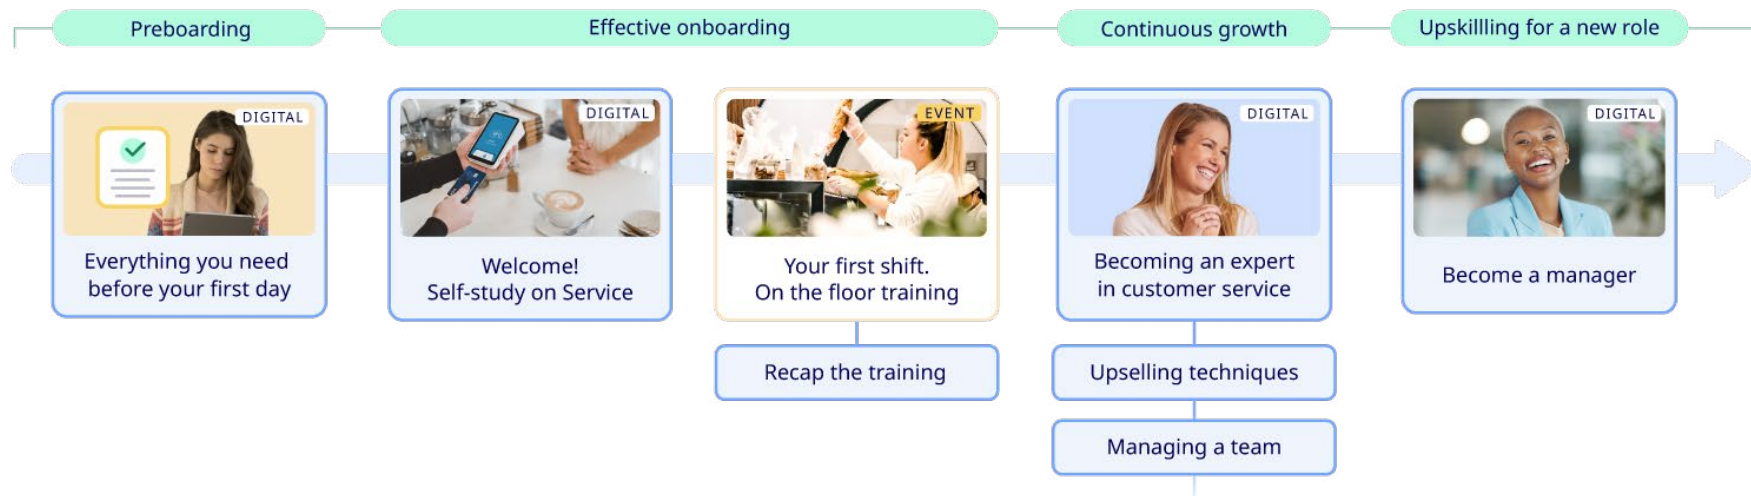 Preboarding
Effective onboarding
Continuous growth
Upskillling for a new role
DIGITAL
Everything you need
before your first day
DIGITAL
Welcome!
Self-study on Service
EVENT
Your first shift.
On the floor training
Recap the training
DIGITAL
Becoming an expert
in customer service
Upselling techniques
Managing a team
DIGITAL
Become a manager